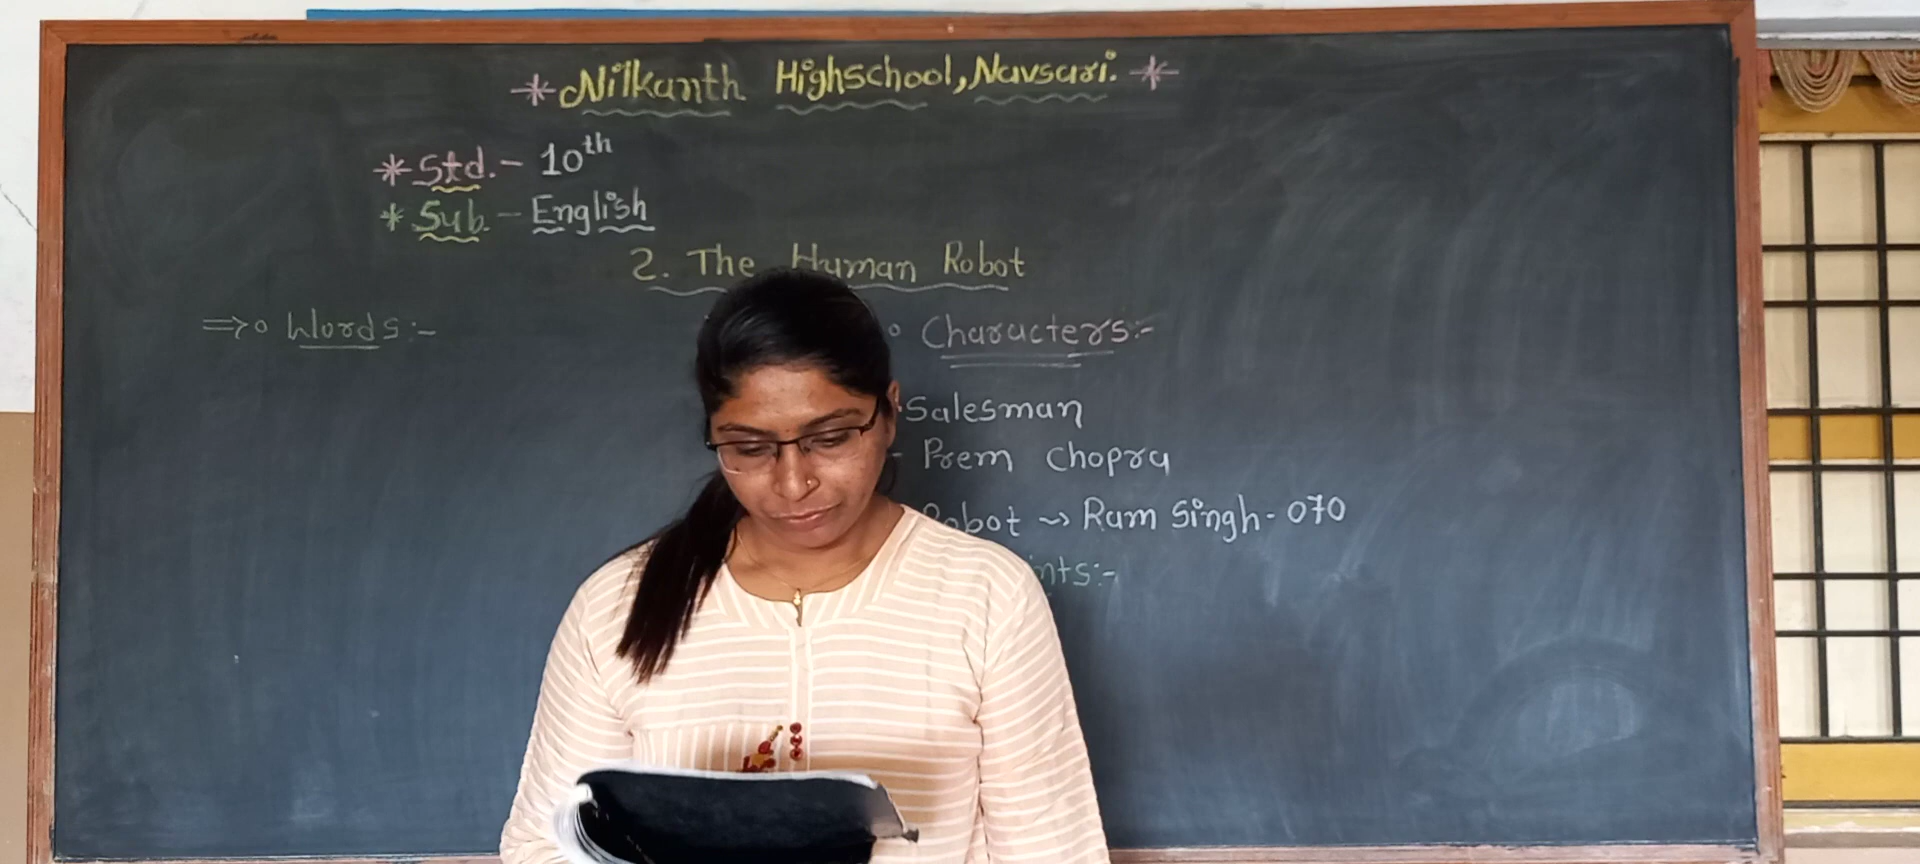 * Nilkanth Highschool, Navsari. *
* Std. - 10th
* Sub. - English
2. The Human Robot
⇒ ∘ Words:-
∘ Characters:-
Salesman
- Prem Chopra
Robot → Ram Singh - 070